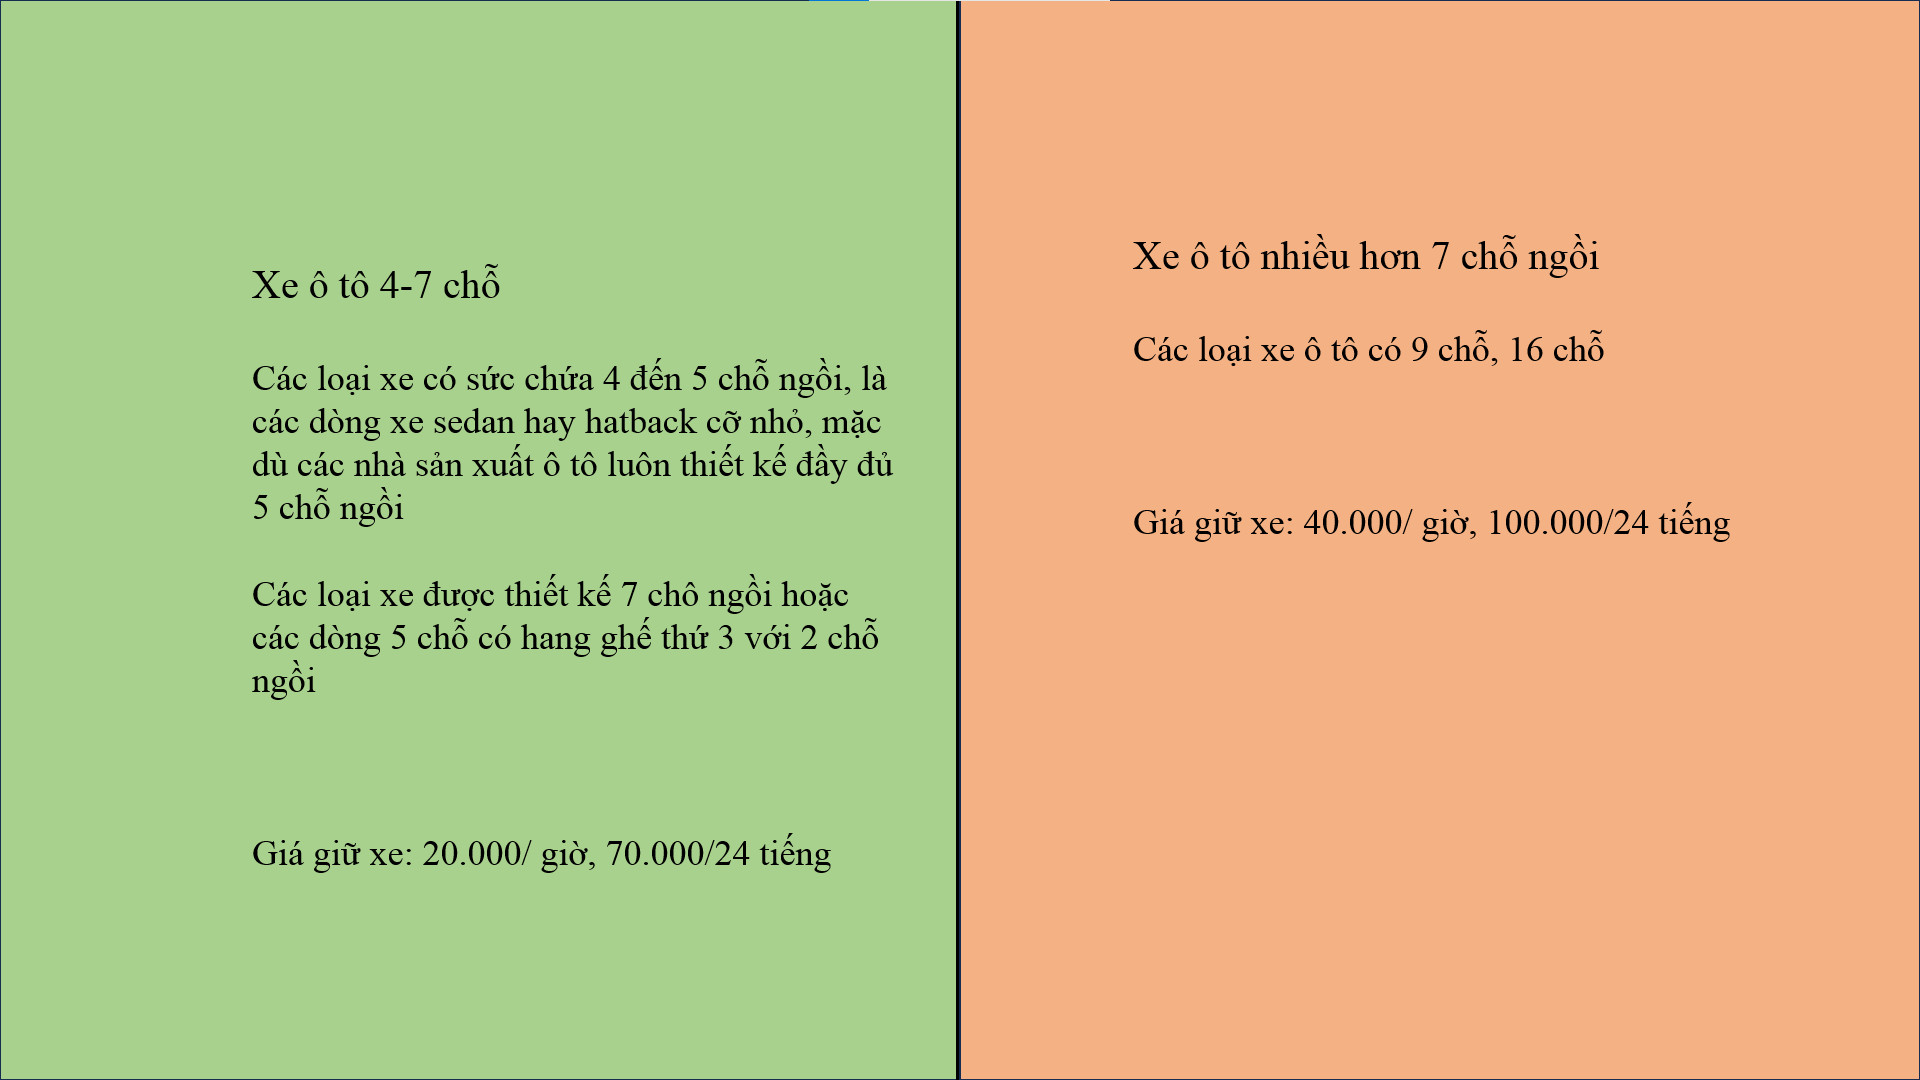 Xe ô tô 4-7 chỗ
Các loại xe có sức chứa 4 đến 5 chỗ ngồi, là
các dòng xe sedan hay hatback cỡ nhỏ, mặc
dù các nhà sản xuất ô tô luôn thiết kế đầy đủ
5 chỗ ngồi
Các loại xe được thiết kế 7 chô ngồi hoặc
các dòng 5 chỗ có hang ghế thứ 3 với 2 chỗ
ngồi
Giá giữ xe: 20.000/ giờ, 70.000/24 tiếng
Xe ô tô nhiều hơn 7 chỗ ngồi
Các loại xe ô tô có 9 chỗ, 16 chỗ
Giá giữ xe: 40.000/ giờ, 100.000/24 tiếng